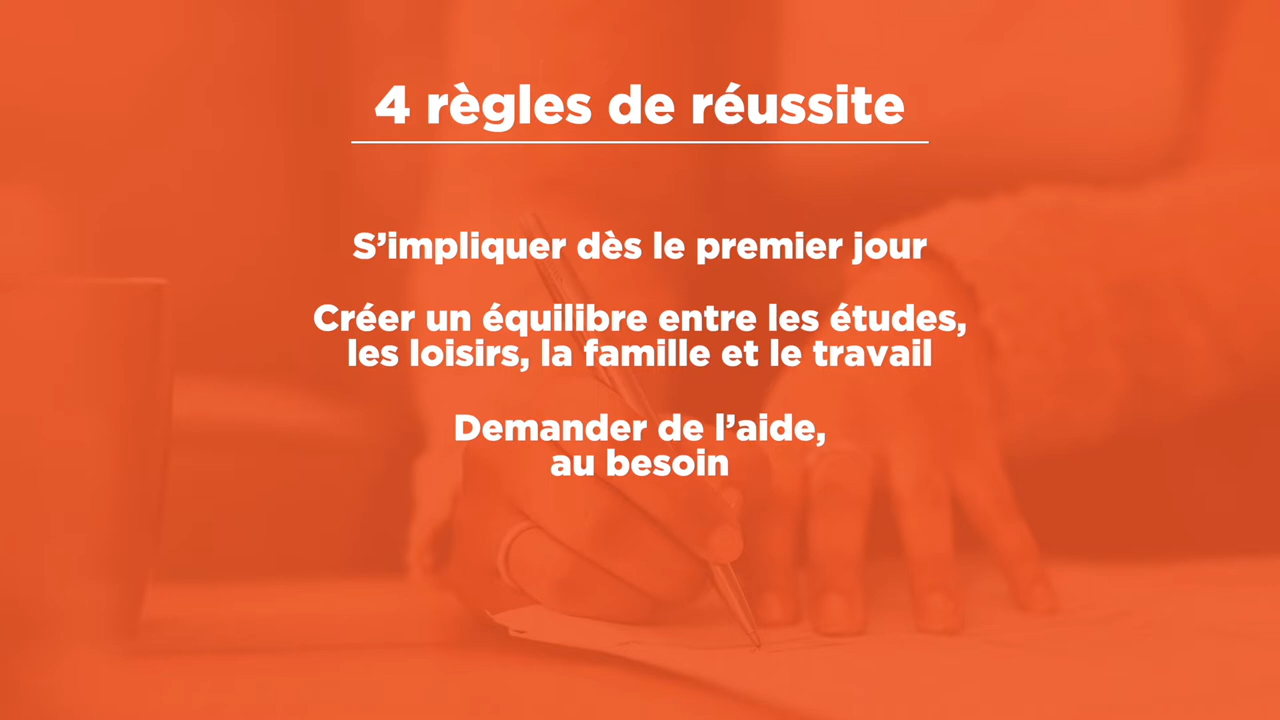 4 règles de réussite
S’impliquer dès le premier jour
Créer un équilibre entre les études,
les loisirs, la famille et le travail
Demander de l’aide,
au besoin